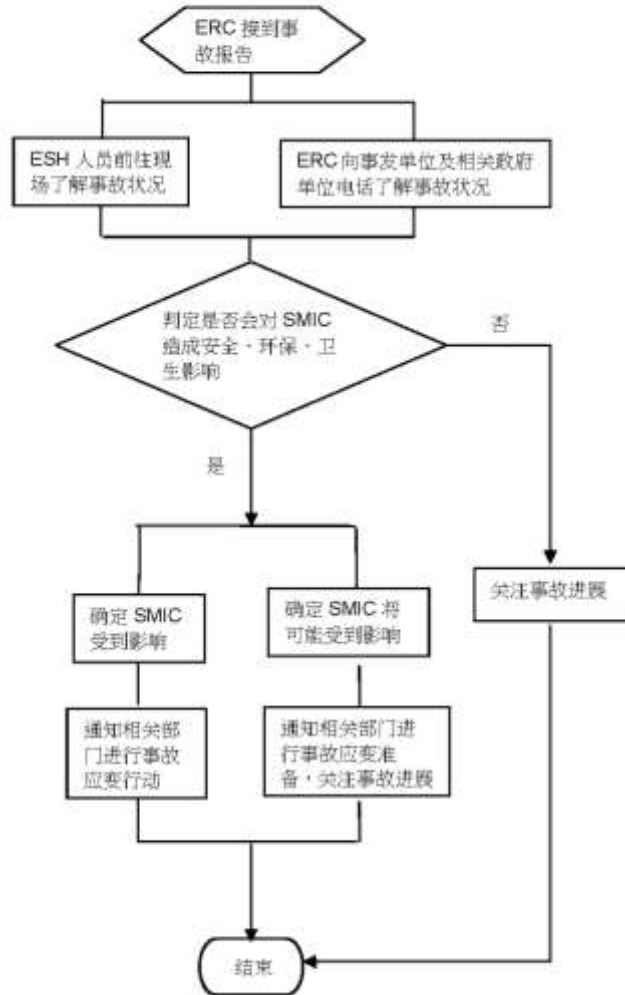 ERC 接到事
故报告
ESH 人员前往现
场了解事故状况
ERC 向事发单位及相关政府
单位电话了解事故状况
判定是否会对 SMIC
造成安全、环保、卫
生影响
否
是
确定 SMIC
受到影响
确定 SMIC 将
可能受到影响
关注事故进展
通知相关部
门进行事故
应变行动
通知相关部门进
行事故应变准
备，关注事故进展
结束